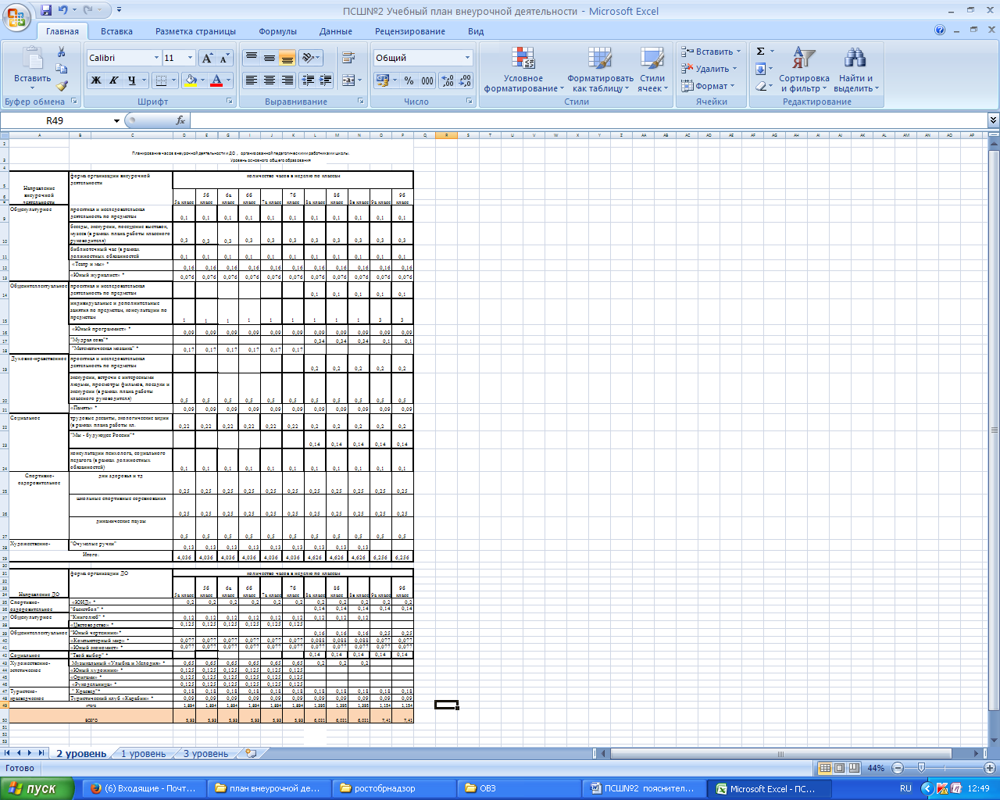 ПСШ№2 Учебный план внеурочной деятельности - Microsoft Excel
Главная Вставка Разметка страницы Формулы Данные Рецензирование Вид
Вставить
Calibri 11
Ж К Ч
Общий
% 000
Условное форматирование
Форматировать как таблицу
Стили ячеек
Вставить
Удалить
Формат
Сортировка и фильтр
Найти и выделить
Буфер обмена Шрифт Выравнивание Число Стили Ячейки Редактирование
R49 fx
Планирование часов внеурочной деятельности и ДО , организованной педагогическими работниками школы.
Уровень основного общего образования
Направление внеурочной деятельности
форма организации внеурочной деятельности
количество часов в неделю по классам
5а класс 5б класс 6а класс 6б класс 7а класс 7б класс 8а класс 8б класс 8в класс 9а класс 9б класс
Общекультурное проектная и исследовательская деятельность по предметам 0,1 0,1 0,1 0,1 0,1 0,1 0,1 0,1 0,1 0,1 0,1
беседы, экскурсии, посещение выставок, музеев (в рамках плана работы классного руководителя) 0,3 0,3 0,3 0,3 0,3 0,3 0,3 0,3 0,3 0,3 0,3
библиотечный час (в рамках должностных обязанностей 0,1 0,1 0,1 0,1 0,1 0,1 0,1 0,1 0,1 0,1 0,1
«Театр и мы» * 0,16 0,16 0,16 0,16 0,16 0,16 0,16 0,16 0,16 0,16 0,16
«Юный журналист» * 0,076 0,076 0,076 0,076 0,076 0,076 0,076 0,076 0,076 0,076 0,076
Общеинтеллектуальное проектная и исследовательская деятельность по предметам 0,1 0,1 0,1 0,1 0,1
индивидуальные и дополнительные занятия по предметам, консультации по предметам 1 1 1 1 1 1 1 1 1 3 3
«Юный программист» * 0,09 0,09 0,09 0,09 0,09 0,09 0,09 0,09 0,09 0,09 0,09
"Мудрая сова"* 0,34 0,34 0,34 0,1 0,1
"Математическая мозаика" * 0,17 0,17 0,17 0,17 0,17 0,17
Духовно-нравственное проектная и исследовательская деятельность по предметам 0,2 0,2 0,2 0,2 0,2
экскурсии, встречи с интересными людьми, просмотры фильмов, поездки и экскурсии (в рамках плана работы классного руководителя) 0,5 0,5 0,5 0,5 0,5 0,5 0,5 0,5 0,5 0,5 0,5
«Память» * 0,09 0,09 0,09 0,09 0,09 0,09 0,09 0,09 0,09 0,09 0,09
Социальное трудовые десанты, экологические акции (в рамках плана работы кл. 0,22 0,22 0,22 0,22 0,22 0,22 0,2 0,2 0,2 0,2 0,2
"Мы - будующее России"* 0,14 0,14 0,14 0,14 0,14
консультации психолога, социального педагога (в рамках должностных обязанностей) 0,1 0,1 0,1 0,1 0,1 0,1 0,1 0,1 0,1 0,1 0,1
Спортивно-оздоровительное дни здоровья и тд 0,25 0,25 0,25 0,25 0,25 0,25 0,25 0,25 0,25 0,25 0,25
школьные спортивные соревнования 0,25 0,25 0,25 0,25 0,25 0,25 0,25 0,25 0,25 0,25 0,25
динамические паузы 0,5 0,5 0,5 0,5 0,5 0,5 0,5 0,5 0,5 0,5 0,5
Художественно- "Очумелые ручки" 0,13 0,13 0,13 0,13 0,13 0,13 0,13 0,13 0,13
Итого: 4,036 4,036 4,036 4,036 4,036 4,036 4,626 4,626 4,626 6,256 6,256
Направление ДО
форма организации ДО
количество часов в неделю по классам
5а класс 5б класс 6а класс 6б класс 7а класс 7б класс 8а класс 8б класс 8в класс 9а класс 9б класс
Спортивно-оздоровительное «ЮИД» * 0,2 0,2 0,2 0,2 0,2 0,2 0,2 0,2 0,2 0,2 0,2
"баскетбол" * 0,14 0,14 0,14 0,14 0,14
Общекультурное "Книголюб" * 0,12 0,12 0,12 0,12 0,12 0,12 0,12 0,12 0,12
«Цветоводство» * 0,125 0,125 0,125 0,125 0,125 0,125
Общеинтеллектуальное "Юный чертежник"* 0,16 0,16 0,16 0,25 0,25
«Компьютерный мир» * 0,077 0,077 0,077 0,077 0,077 0,077 0,088 0,088 0,088 0,077 0,077
«Юный экономист» * 0,077 0,077 0,077 0,077 0,077 0,077 0,077 0,077 0,077 0,077 0,077
Социальное "Твой выбор" * 0,14 0,14 0,14 0,14 0,14
Художественно-эстетическое Музыкальный «Улыбка и Мелодия» * 0,65 0,65 0,65 0,65 0,65 0,65 0,2 0,2 0,2
«Юный художник» * 0,125 0,125 0,125 0,125 0,125 0,125
«Оригами» * 0,125 0,125 0,125 0,125 0,125 0,125
«Рукодельница» * 0,125 0,125 0,125 0,125 0,125 0,125
Туристско-краеведческое " Краевед"* 0,18 0,18 0,18 0,18 0,18 0,18 0,18 0,18 0,18 0,18 0,18
Туристический клуб «Карабин» * 0,09 0,09 0,09 0,09 0,09 0,09 0,09 0,09 0,09 0,09 0,09
итога 1,894 1,894 1,894 1,894 1,894 1,894 1,395 1,395 1,395 1,154 1,154
ВСЕГО 5,93 5,93 5,93 5,93 5,93 5,93 6,021 6,021 6,021 7,41 7,41
2 уровень 1 уровень 3 уровень
Готово 44%
пуск (6) Входящие - Почт... план внеурочной де... ростобрнадзор ОВЗ ПСШ№2 пояснител... Microsoft Excel - ПС... RU 12:49